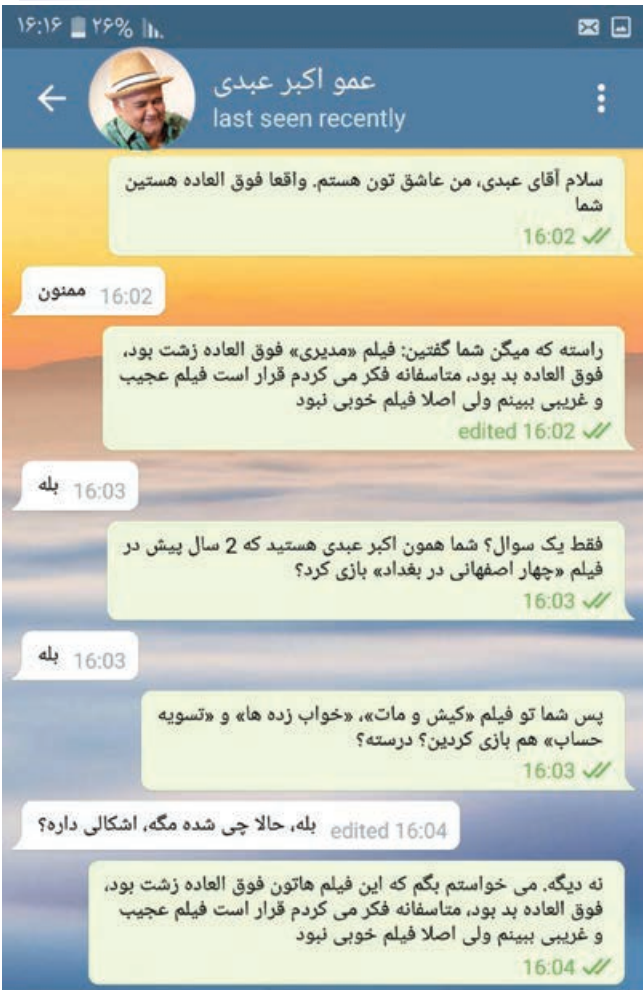 ۱۶:۱۶ ۲۶%
عمو اکبر عبدی
last seen recently
سلام آقای عبدی، من عاشق تون هستم. واقعا فوق العاده هستین
شما
16:02
ممنون 16:02
راسته که میگن شما گفتین: فیلم «مدیری» فوق العاده زشت بود،
فوق العاده بد بود، متاسفانه فکر می کردم قرار است فیلم عجیب
و غریبی ببینم ولی اصلا فیلم خوبی نبود
edited 16:02
بله 16:03
فقط یک سوال؟ شما همون اکبر عبدی هستید که 2 سال پیش در
فیلم «چهار اصفهانی در بغداد» بازی کرد؟
16:03
بله 16:03
پس شما تو فیلم «کیش و مات»، «خواب زده ها» و «تسویه
حساب» هم بازی کردین؟ درسته؟
16:03
بله، حالا چی شده مگه، اشکالی داره؟ edited 16:04
نه دیگه. می خواستم بگم که این فیلم هاتون فوق العاده زشت بود،
فوق العاده بد بود، متاسفانه فکر می کردم قرار است فیلم عجیب
و غریبی ببینم ولی اصلا فیلم خوبی نبود
16:04